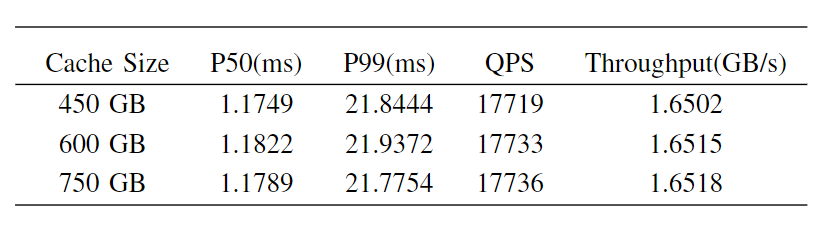 Cache Size P50(ms) P99(ms) QPS Throughput(GB/s)
450 GB 1.1749 21.8444 17719 1.6502
600 GB 1.1822 21.9372 17733 1.6515
750 GB 1.1789 21.7754 17736 1.6518